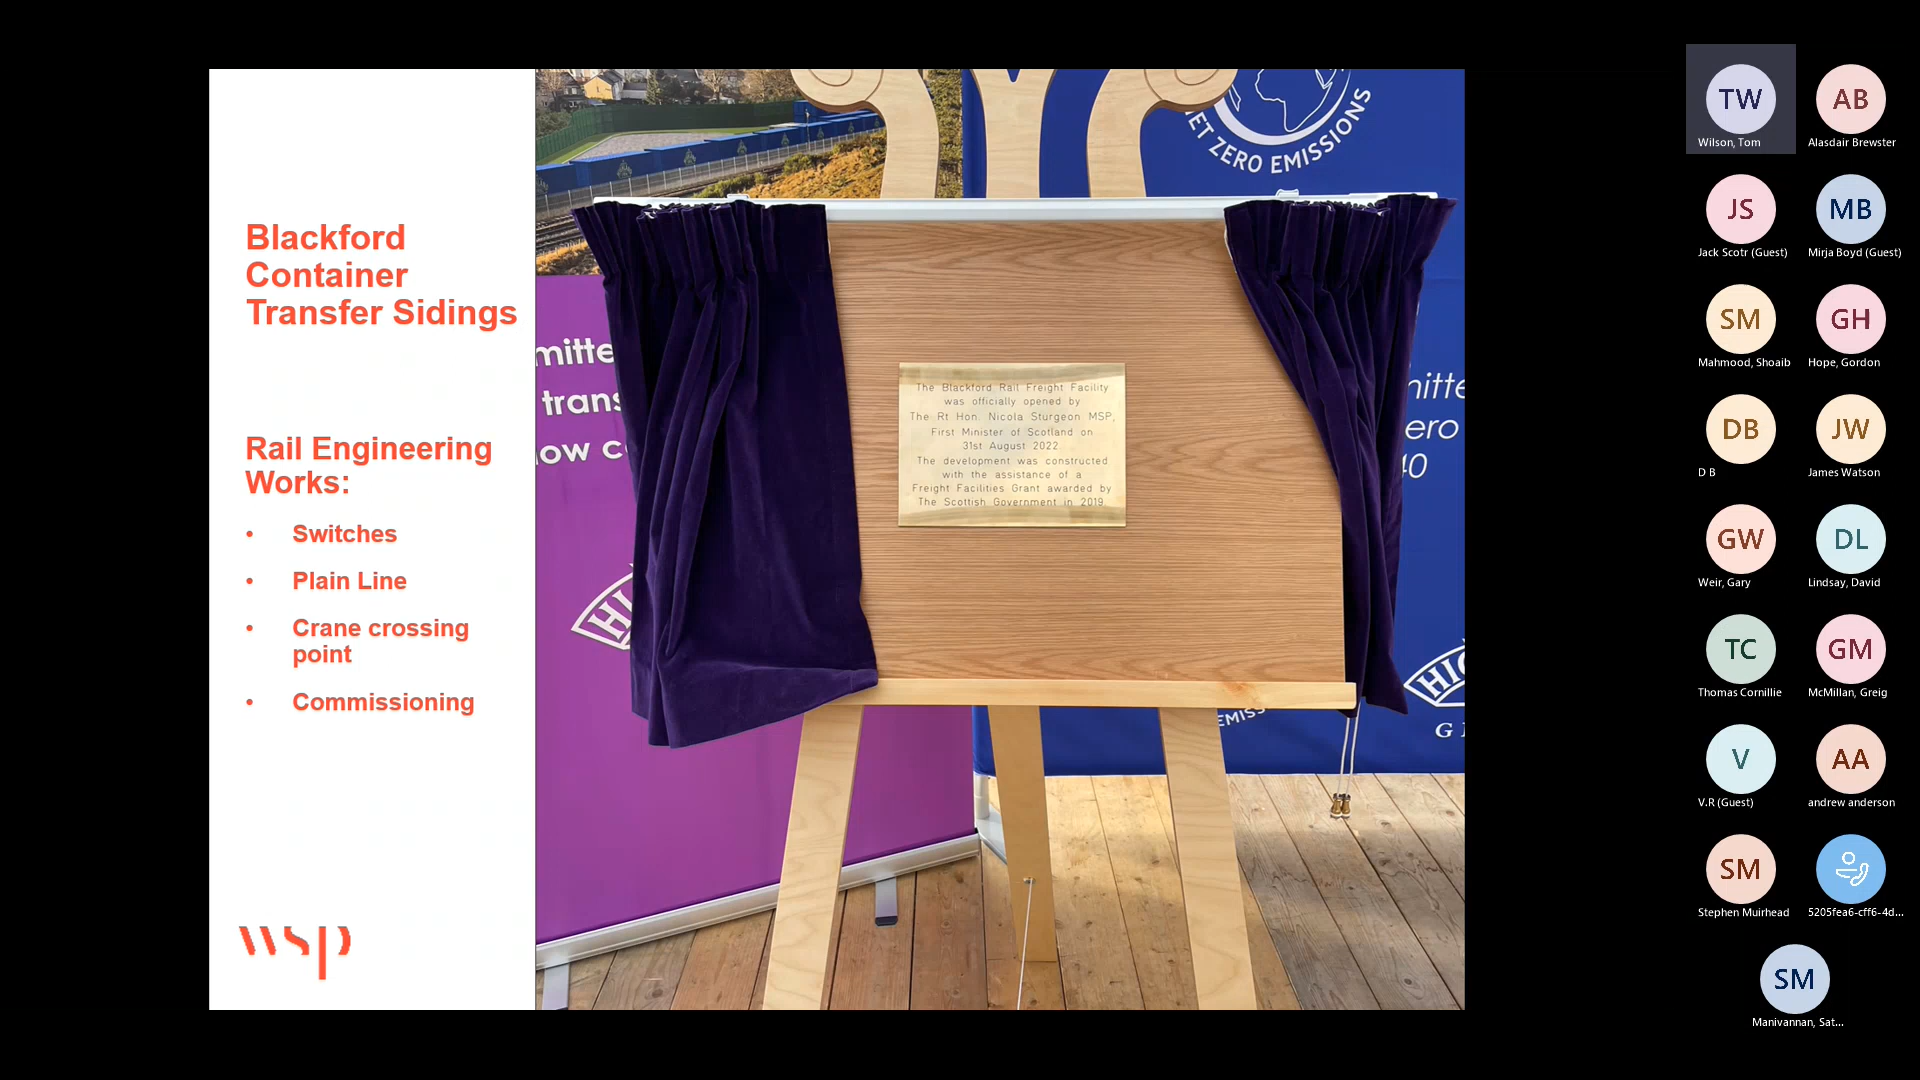 Blackford
Container
Transfer Sidings
Rail Engineering
Works:
• Switches
• Plain Line
• Crane crossing
point
• Commissioning
wsp
ET ZERO EMISSIONS
mitte
trans
ow c
HI
The Blackford Rail Freight Facility
was officially opened by
The Rt Hon. Nicola Sturgeon MSP,
First Minister of Scotland on
31st August 2022
The development was constructed
with the assistance of a
Freight Facilities Grant awarded by
The Scottish Government in 2019
nitte
ero
40
HIG
EMISS
G
TW
Wilson, Tom
AB
Alasdair Brewster
JS
Jack Scotr (Guest)
MB
Mirja Boyd (Guest)
SM
Mahmood, Shoaib
GH
Hope, Gordon
DB
D B
JW
James Watson
GW
Weir, Gary
DL
Lindsay, David
TC
Thomas Cornillie
GM
McMillan, Greig
V
V.R (Guest)
AA
andrew anderson
SM
Stephen Muirhead
5205fea6-cff6-4d...
SM
Manivannan, Sat...